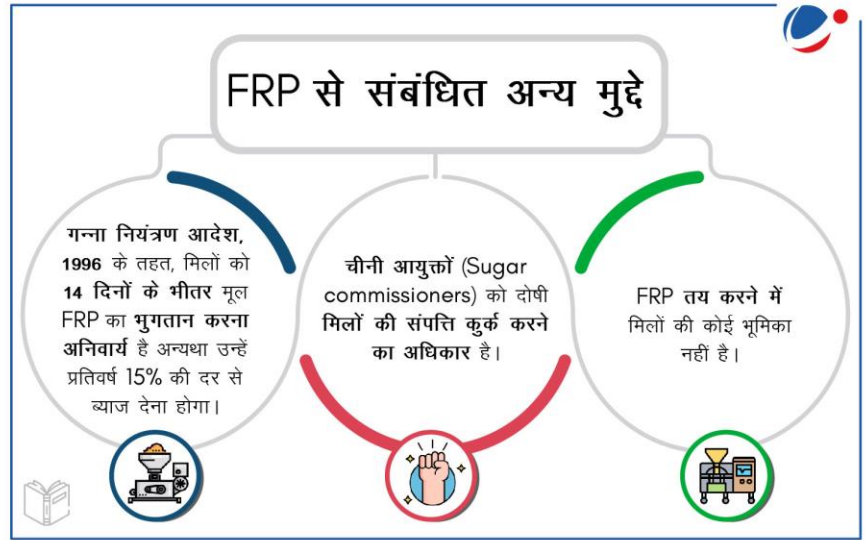 FRP से संबंधित अन्य मुद्दे
गन्ना नियंत्रण आदेश,
1996 के तहत, मिलों को
14 दिनों के भीतर मूल
FRP का भुगतान करना
अनिवार्य है अन्यथा उन्हें
प्रतिवर्ष 15% की दर से
ब्याज देना होगा।
चीनी आयुक्तों (Sugar
commissioners) को दोषी
मिलों की संपत्ति कुर्क करने
का अधिकार है।
FRP तय करने में
मिलों की कोई भूमिका
नहीं है।